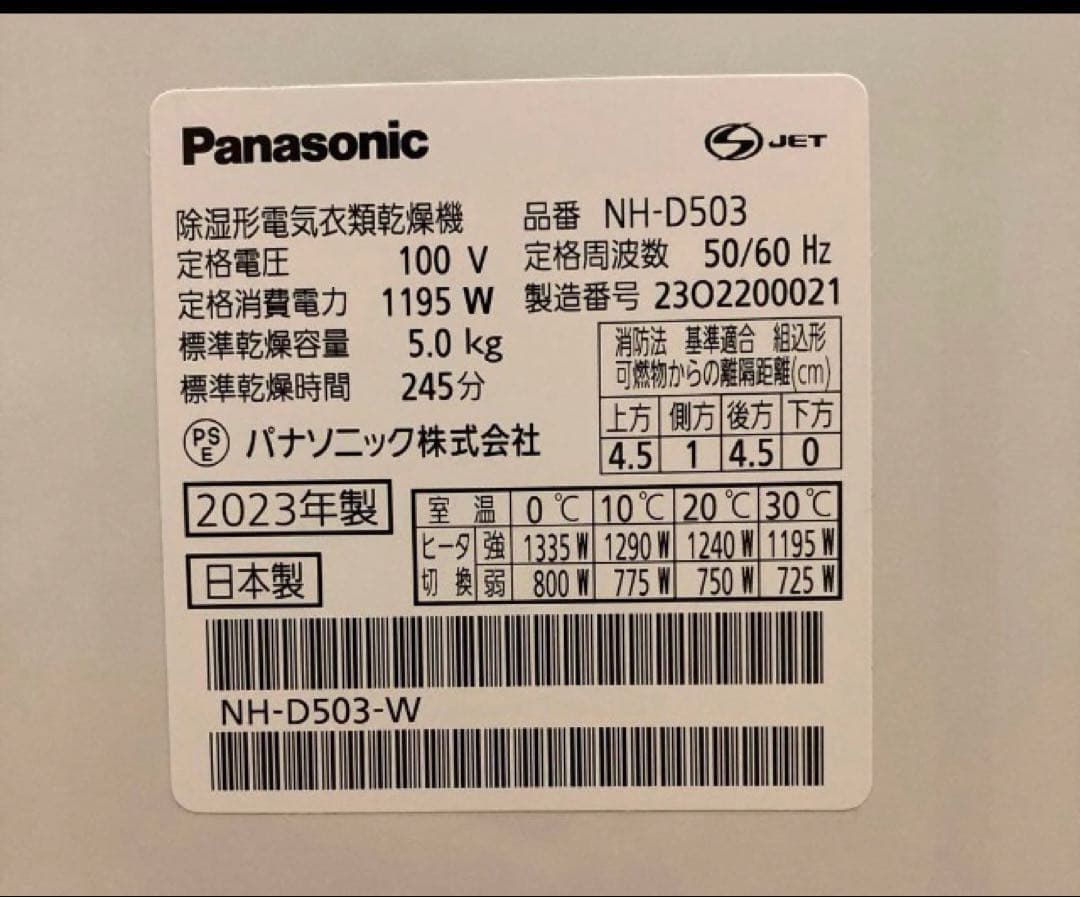 Panasonic
JET
除湿形電気衣類乾燥機 品番 NH-D503
定格電圧 100 V 定格周波数 50/60 Hz
定格消費電力 1195 W 製造番号 23O2200021
標準乾燥容量 5.0 kg
標準乾燥時間 245分
消防法 基準適合 組込形
可燃物からの離隔距離(cm)
上方 側方 後方 下方
4.5 1 4.5 0
PS
E
パナソニック株式会社
2023年製
日本製
室 温 0 ℃ 10℃ 20℃ 30℃
ヒータ 強 1335 W 1290 W 1240 W 1195 W
切 換 弱 800 W 775 W 750 W 725 W
NH-D503-W